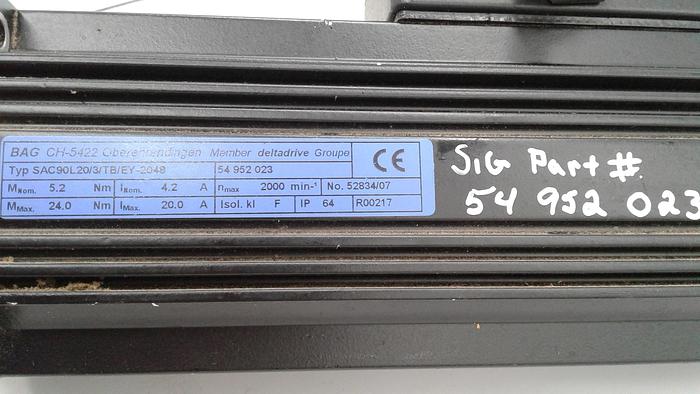 BAG CH-5422 Oberehrendingen Member deltadrive Groupe
CE
Typ SAC90L20/3/TB/EY-2048 54 952 023
MNom. 5.2 Nm INom. 4.2 A nmax 2000 min-¹ No. 52834/07
MMax. 24.0 Nm IMax. 20.0 A Isol. kl F IP 64 R00217
SiG Part #
54 952 023